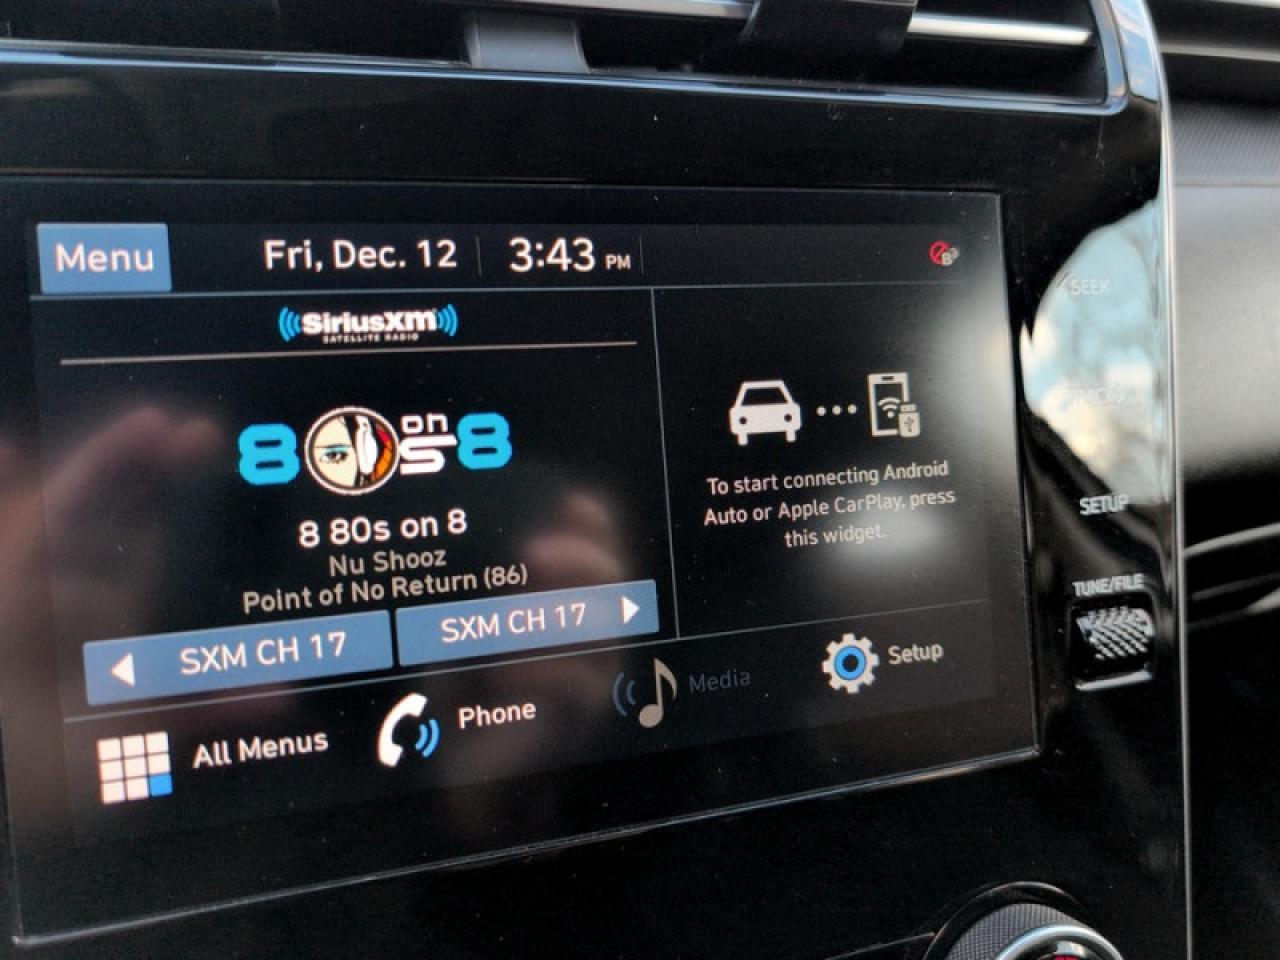 Menu
Fri, Dec. 12
3:43 PM
SiriusXm
SATELLITE RADIO
80s on 8
8 80s on 8
Nu Shooz
Point of No Return (86)
SXM CH 17
SXM CH 17
To start connecting Android
Auto or Apple CarPlay, press
this widget.
All Menus
Phone
Media
Setup
SEEK
SETUP
TUNE/FILE